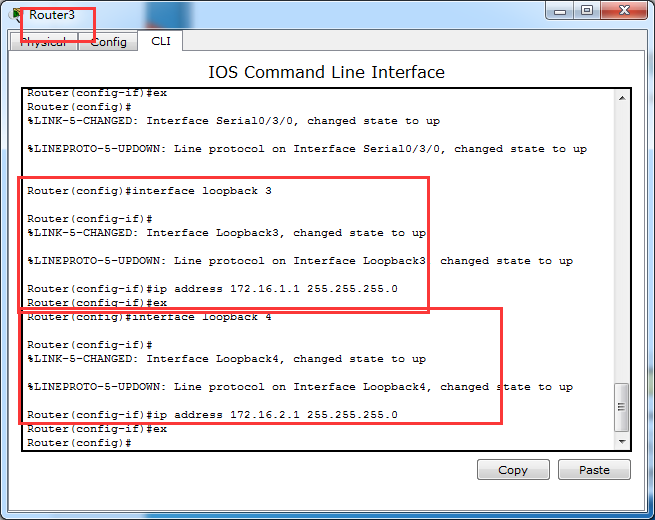 Router3
Physical
Config
CLI
IOS Command Line Interface
Router(config-if)#ex
Router(config)#
%LINK-5-CHANGED: Interface Serial0/3/0, changed state to up
%LINEPROTO-5-UPDOWN: Line protocol on Interface Serial0/3/0, changed state to up
Router(config)#interface loopback 3
Router(config-if)#
%LINK-5-CHANGED: Interface Loopback3, changed state to up
%LINEPROTO-5-UPDOWN: Line protocol on Interface Loopback3, changed state to up
Router(config-if)#ip address 172.16.1.1 255.255.255.0
Router(config-if)#ex
Router(config)#interface loopback 4
Router(config-if)#
%LINK-5-CHANGED: Interface Loopback4, changed state to up
%LINEPROTO-5-UPDOWN: Line protocol on Interface Loopback4, changed state to up
Router(config-if)#ip address 172.16.2.1 255.255.255.0
Router(config-if)#ex
Router(config)#
Copy
Paste